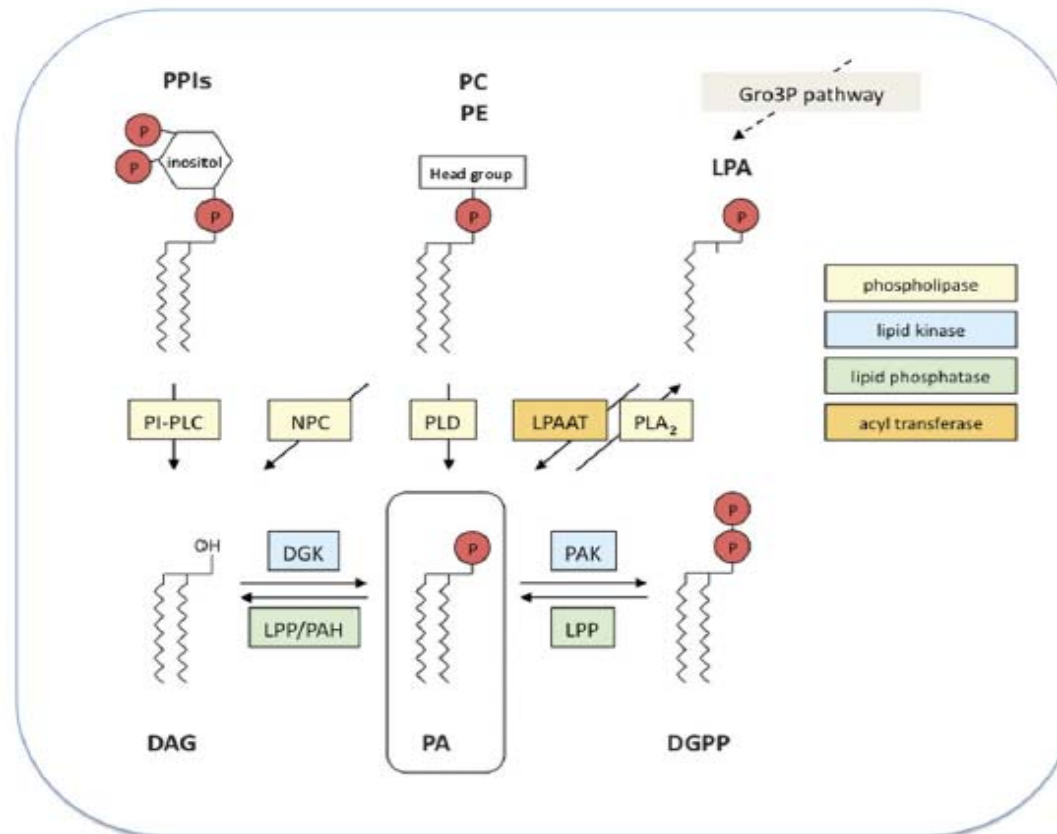 PPIs
PC
PE
Gro3P pathway
LPA
P
P
inositol
P
Head group
P
P
phospholipase
lipid kinase
lipid phosphatase
acyl transferase
PI-PLC
NPC
PLD
LPAAT
PLA2
OH
DGK
LPP/PAH
P
PAK
LPP
P
P
DAG
PA
DGPP